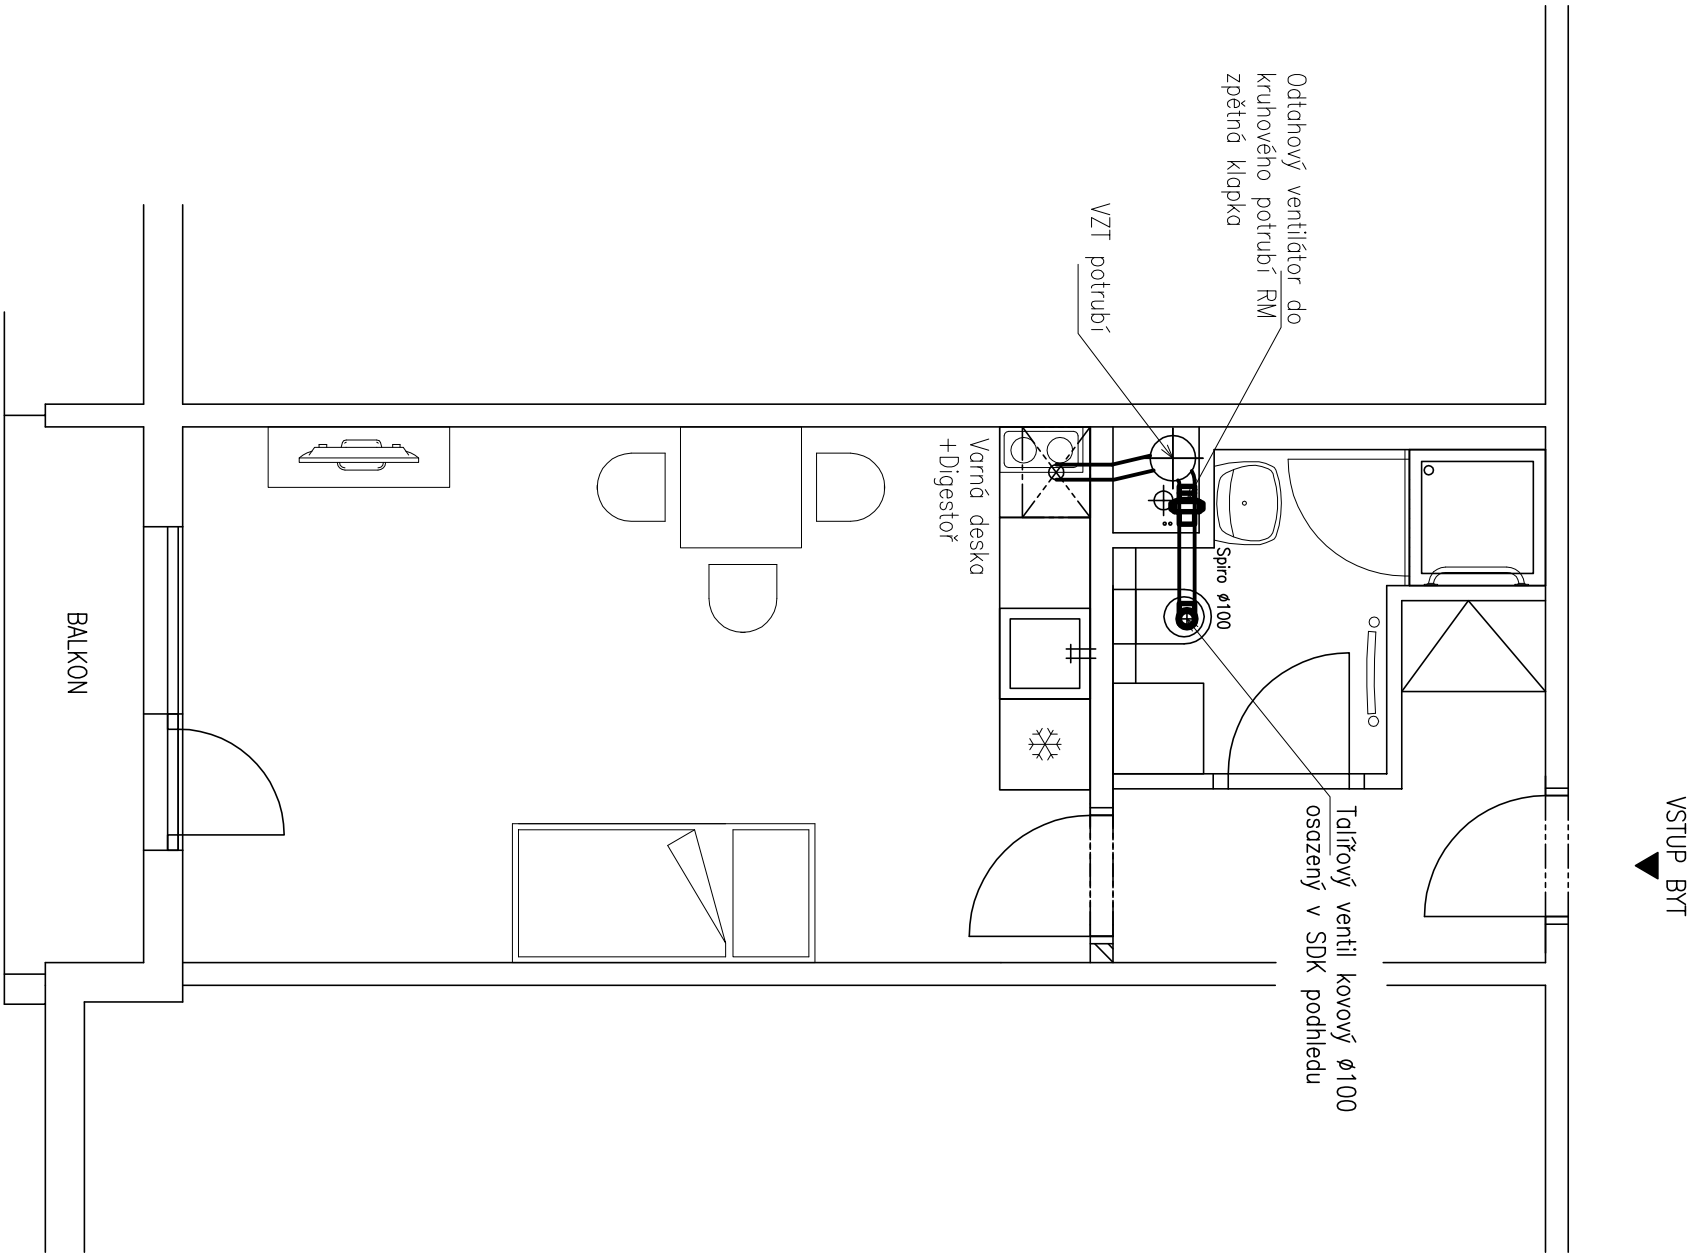 VSTUP BYT
Odtahový ventilátor do
kruhového potrubí RM
zpětná klapka
VZT potrubí
Spiro ø100
Talířový ventil kovový ø100
osazený v SDK podhledu
Varná deska
+Digestoř
BALKON